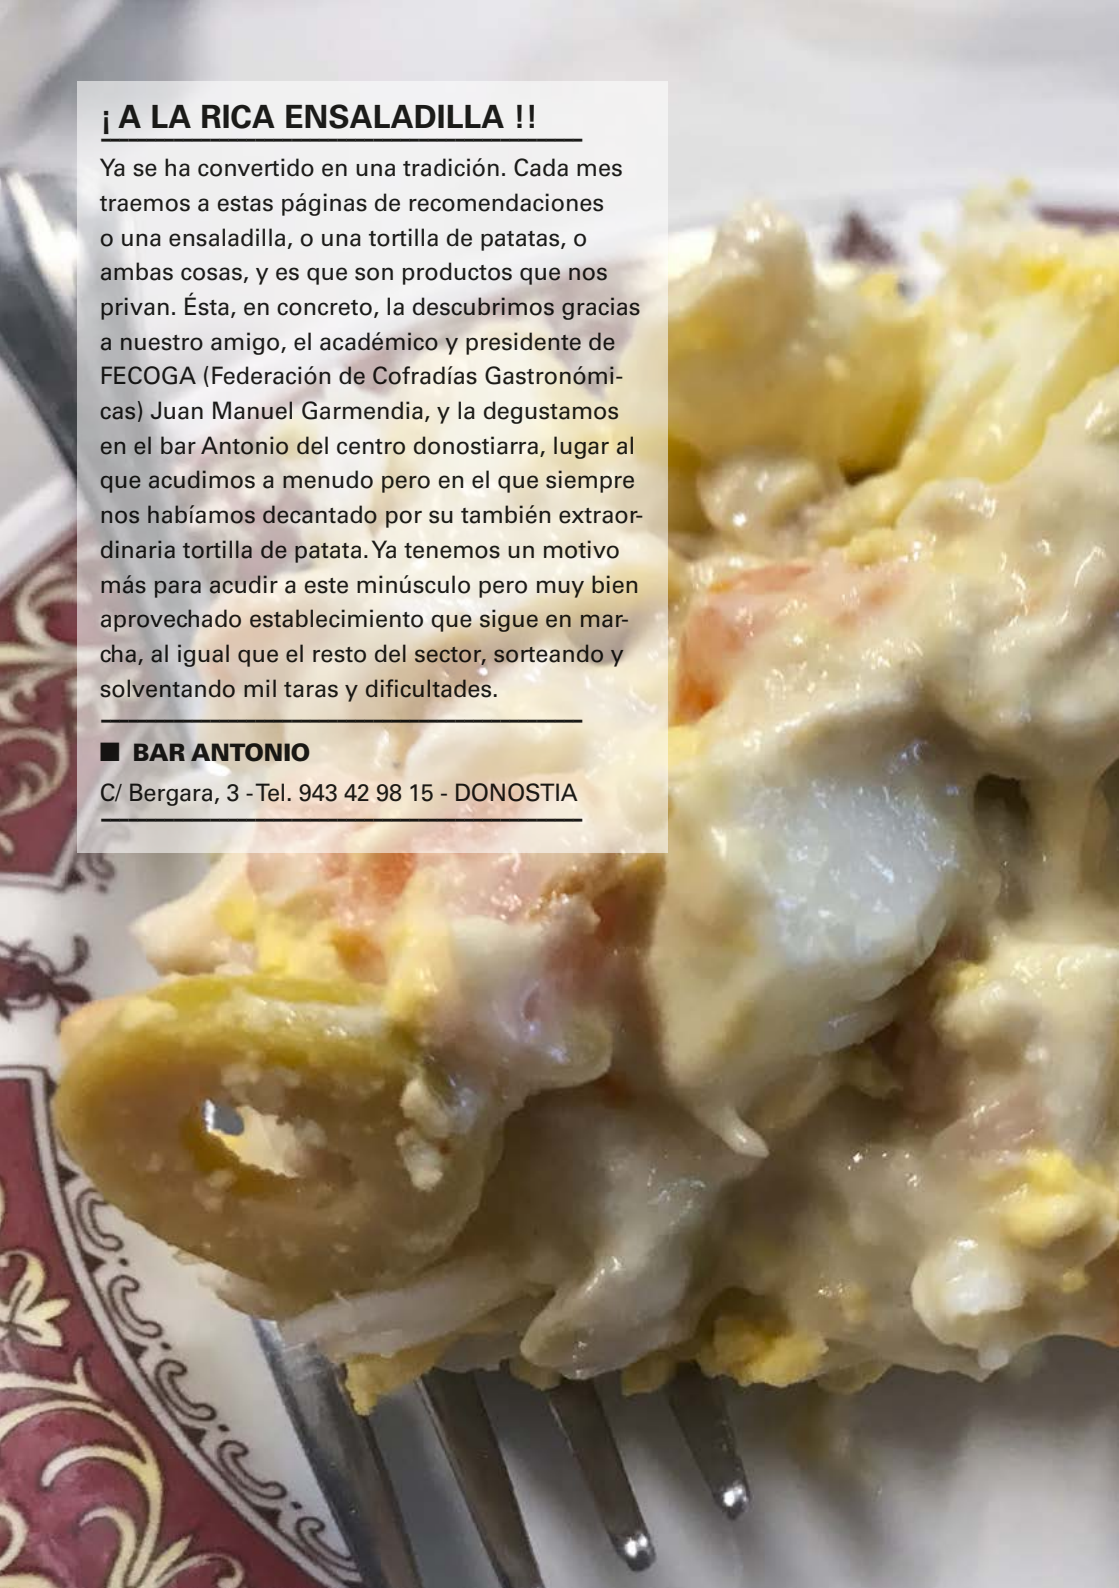 ¡ A LA RICA ENSALADILLA !!
Ya se ha convertido en una tradición. Cada mes
traemos a estas páginas de recomendaciones
o una ensaladilla, o una tortilla de patatas, o
ambas cosas, y es que son productos que nos
privan. Ésta, en concreto, la descubrimos gracias
a nuestro amigo, el académico y presidente de
FECOGA (Federación de Cofradías Gastronómi-
cas) Juan Manuel Garmendia, y la degustamos
en el bar Antonio del centro donostiarra, lugar al
que acudimos a menudo pero en el que siempre
nos habíamos decantado por su también extraor-
dinaria tortilla de patata. Ya tenemos un motivo
más para acudir a este minúsculo pero muy bien
aprovechado establecimiento que sigue en mar-
cha, al igual que el resto del sector, sorteando y
solventando mil taras y dificultades.
■ BAR ANTONIO
C/ Bergara, 3 - Tel. 943 42 98 15 - DONOSTIA